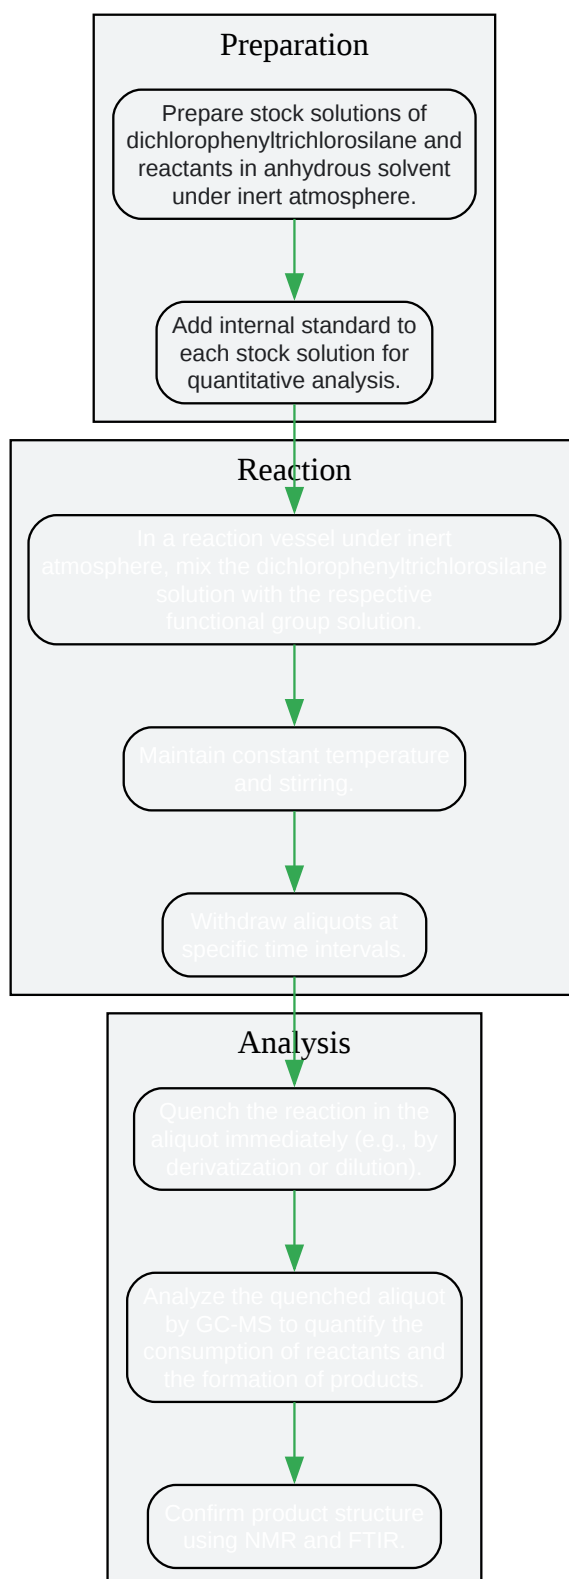 Preparation
Prepare stock solutions of
dichlorophenyltrichlorosilane and
reactants in anhydrous solvent
under inert atmosphere.
Add internal standard to
each stock solution for
quantitative analysis.
Reaction
In a reaction vessel under inert
atmosphere, mix the dichlorophenyltrichlorosilane
solution with the respective
functional group solution.
Maintain constant temperature
and stirring.
Withdraw aliquots at
specific time intervals.
Analysis
Quench the reaction in the
aliquot immediately (e.g., by
derivatization or dilution).
Analyze the quenched aliquot
by GC-MS to quantify the
consumption of reactants and
the formation of products.
Confirm product structure
using NMR and FTIR.